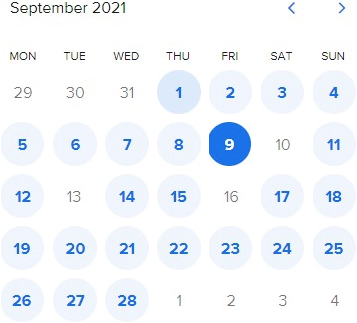 September 2021
MON TUE WED THU FRI SAT SUN
29 30 31 1 2 3 4
5 6 7 8 9 10 11
12 13 14 15 16 17 18
19 20 21 22 23 24 25
26 27 28 1 2 3 4